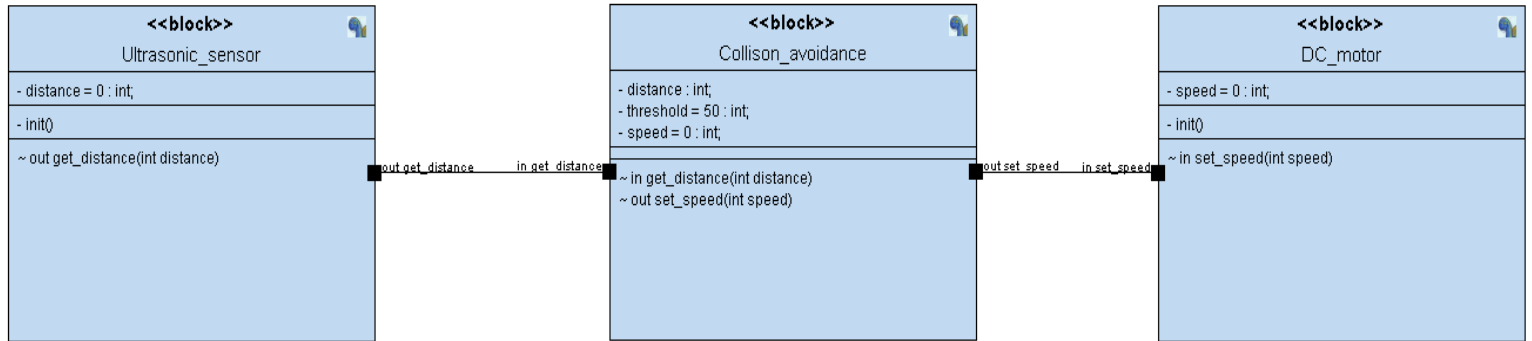 <<block>>
Ultrasonic_sensor
- distance = 0 : int;
- init()
~ out get_distance(int distance)
out get_distance
in get_distance
<<block>>
Collison_avoidance
- distance : int;
- threshold = 50 : int;
- speed = 0 : int;
~ in get_distance(int distance)
~ out set_speed(int speed)
out set_speed
in set_speed
<<block>>
DC_motor
- speed = 0 : int;
- init()
~ in set_speed(int speed)